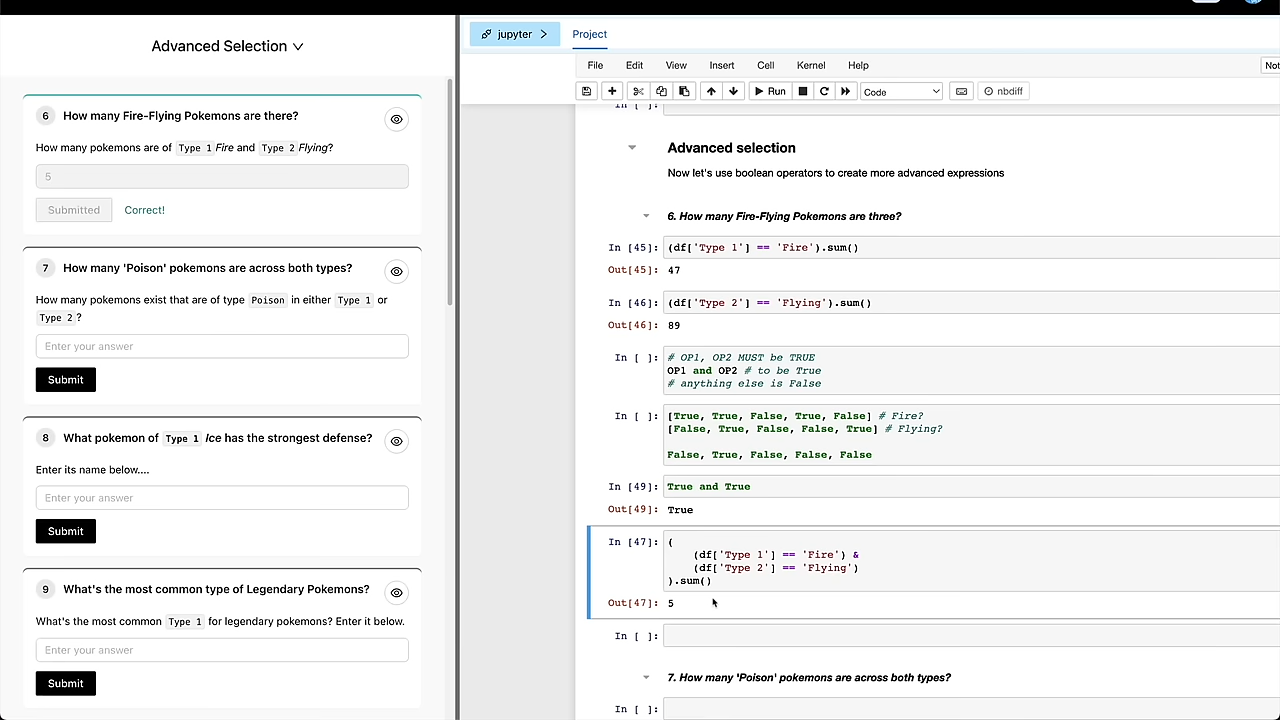 Advanced Selection
6 How many Fire-Flying Pokemons are there?
How many pokemons are of Type 1 Fire and Type 2 Flying?
5
Submitted Correct!
7 How many 'Poison' pokemons are across both types?
How many pokemons exist that are of type Poison in either Type 1 or
Type 2 ?
Enter your answer
Submit
8 What pokemon of Type 1 Ice has the strongest defense?
Enter its name below....
Enter your answer
Submit
9 What's the most common type of Legendary Pokemons?
What's the most common Type 1 for legendary pokemons? Enter it below.
Enter your answer
Submit
jupyter Project
File Edit View Insert Cell Kernel Help
Not
Run Code nbdiff
In [ ]:
Advanced selection
Now let's use boolean operators to create more advanced expressions
6. How many Fire-Flying Pokemons are three?
In [45]: (df['Type 1'] == 'Fire').sum()
Out[45]: 47
In [46]: (df['Type 2'] == 'Flying').sum()
Out[46]: 89
In [ ]: # OP1, OP2 MUST be TRUE
OP1 and OP2 # to be True
# anything else is False
In [ ]: [True, True, False, True, False] # Fire?
[False, True, False, False, True] # Flying?
False, True, False, False, False
In [49]: True and True
Out[49]: True
In [47]: (
(df['Type 1'] == 'Fire') &
(df['Type 2'] == 'Flying')
).sum()
Out[47]: 5
In [ ]:
7. How many 'Poison' pokemons are across both types?
In [ ]: